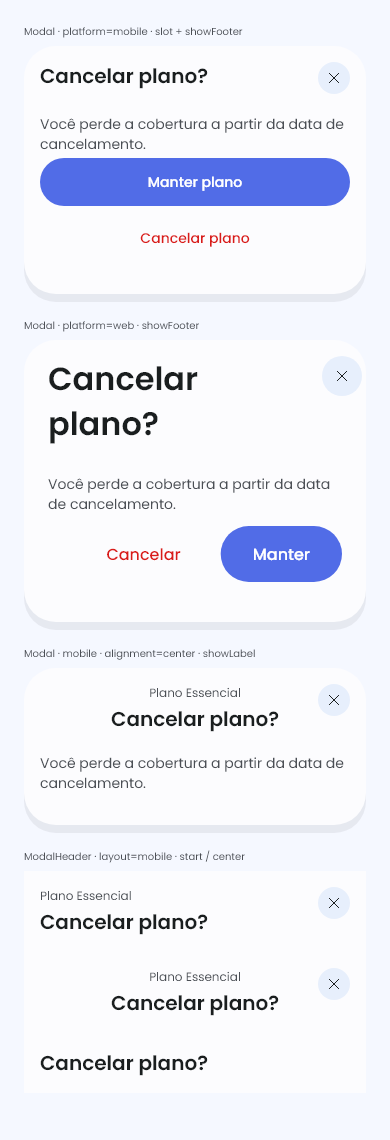 Modal · platform=mobile · slot + showFooter
Cancelar plano?
Você perde a cobertura a partir da data de
cancelamento.
Manter plano
Cancelar plano
Modal · platform=web · showFooter
Cancelar
plano?
Você perde a cobertura a partir da data
de cancelamento.
Cancelar
Manter
Modal · mobile · alignment=center · showLabel
Plano Essencial
Cancelar plano?
Você perde a cobertura a partir da data de
cancelamento.
ModalHeader · layout=mobile · start / center
Plano Essencial
Cancelar plano?
Plano Essencial
Cancelar plano?
Cancelar plano?